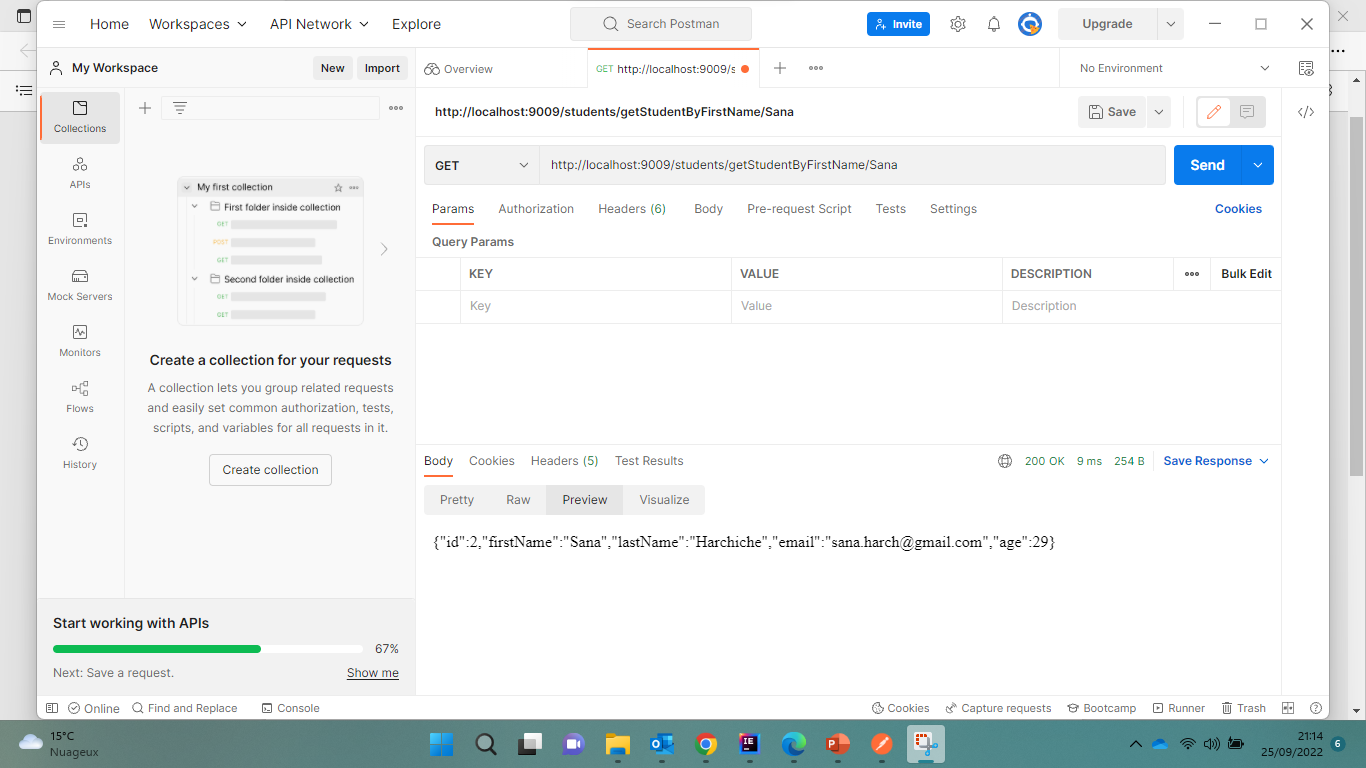 Home Workspaces API Network Explore Search Postman Invite Upgrade
My Workspace New Import Overview GET http://localhost:9009/s No Environment
Collections
APIs
Environments
Mock Servers
Monitors
Flows
History
My first collection
First folder inside collection
GET
POST
GET
Second folder inside collection
GET
GET
Create a collection for your requests
A collection lets you group related requests
and easily set common authorization, tests,
scripts, and variables for all requests in it.
Create collection
Start working with APIs
67%
Next: Save a request. Show me
http://localhost:9009/students/getStudentByFirstName/Sana Save
GET http://localhost:9009/students/getStudentByFirstName/Sana Send
Params Authorization Headers (6) Body Pre-request Script Tests Settings Cookies
Query Params
KEY VALUE DESCRIPTION Bulk Edit
Key Value Description
Body Cookies Headers (5) Test Results 200 OK 9 ms 254 B Save Response
Pretty Raw Preview Visualize
{"id":2,"firstName":"Sana","lastName":"Harchiche","email":"sana.harch@gmail.com","age":29}
Online Find and Replace Console Cookies Capture requests Bootcamp Runner Trash
15°C
Nuageux
IE
21:14
25/09/2022
6